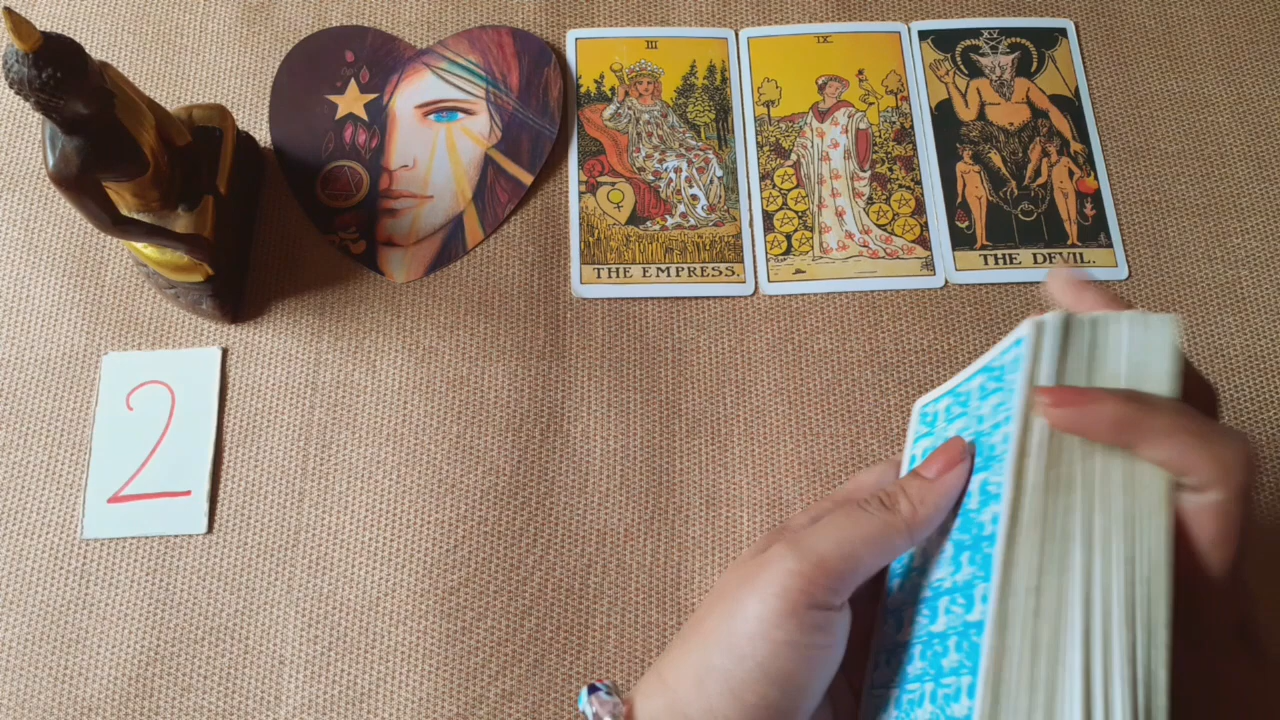 III
THE EMPRESS.
IX
XV
THE DEVIL.
2